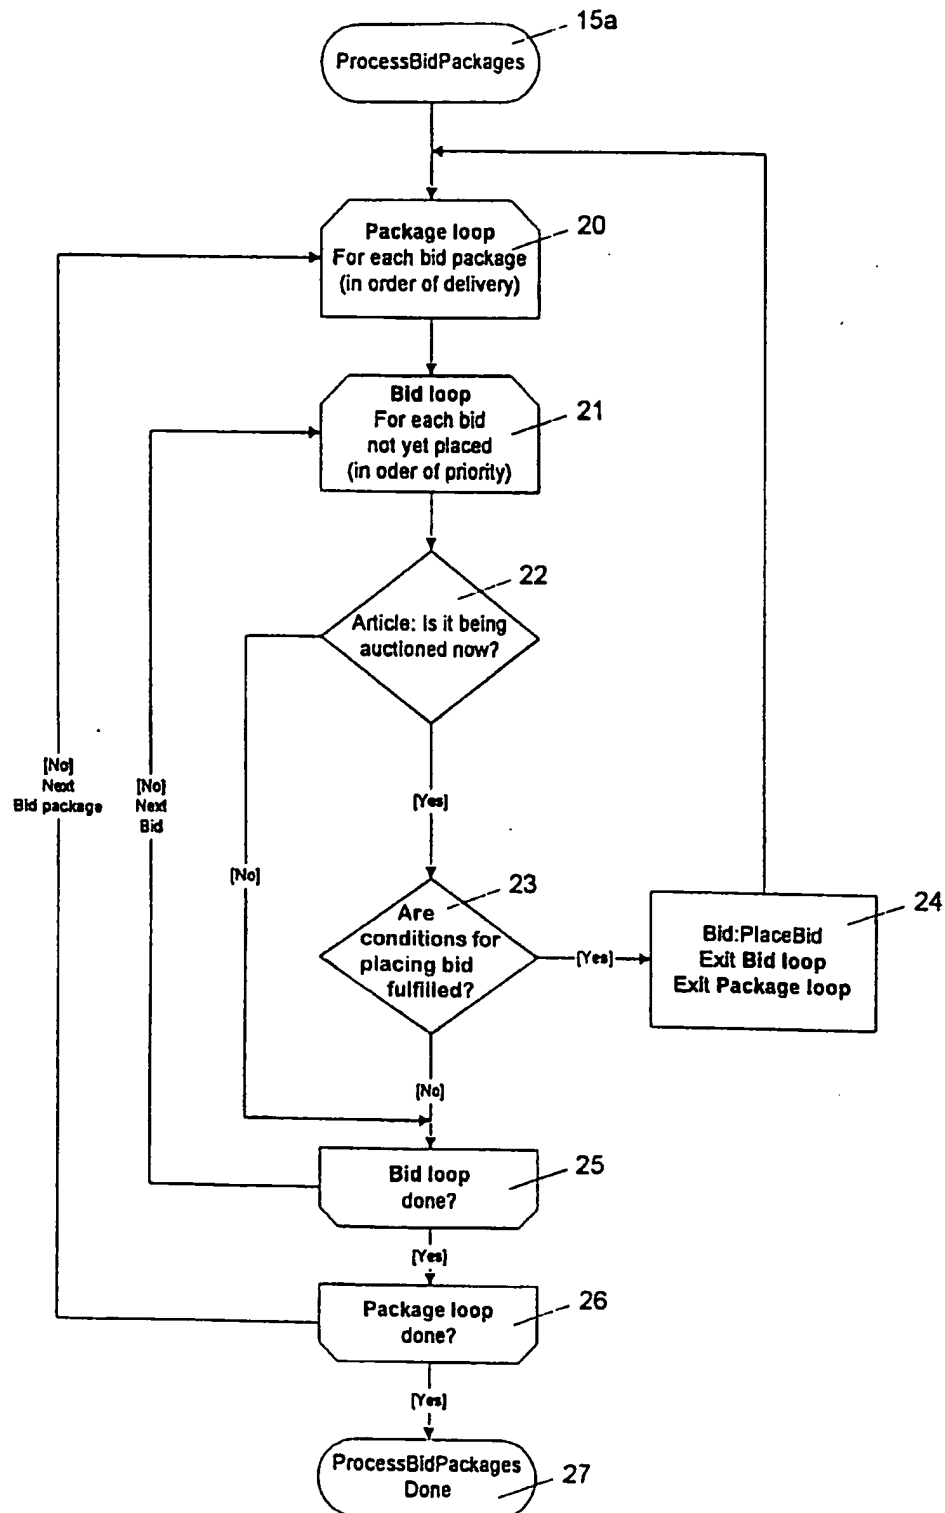 15a
ProcessBidPackages
20
Package loop
For each bid package
(in order of delivery)
21
Bid loop
For each bid
not yet placed
(in oder of priority)
22
Article: Is it being
auctioned now?
[No]
Next
Bid package
[No]
Next
Bid
[Yes]
[No]
23
Are
conditions for
placing bid
fulfilled?
[Yes]
24
Bid:PlaceBid
Exit Bid loop
Exit Package loop
[No]
25
Bid loop
done?
[Yes]
26
Package loop
done?
[Yes]
ProcessBidPackages
Done
27